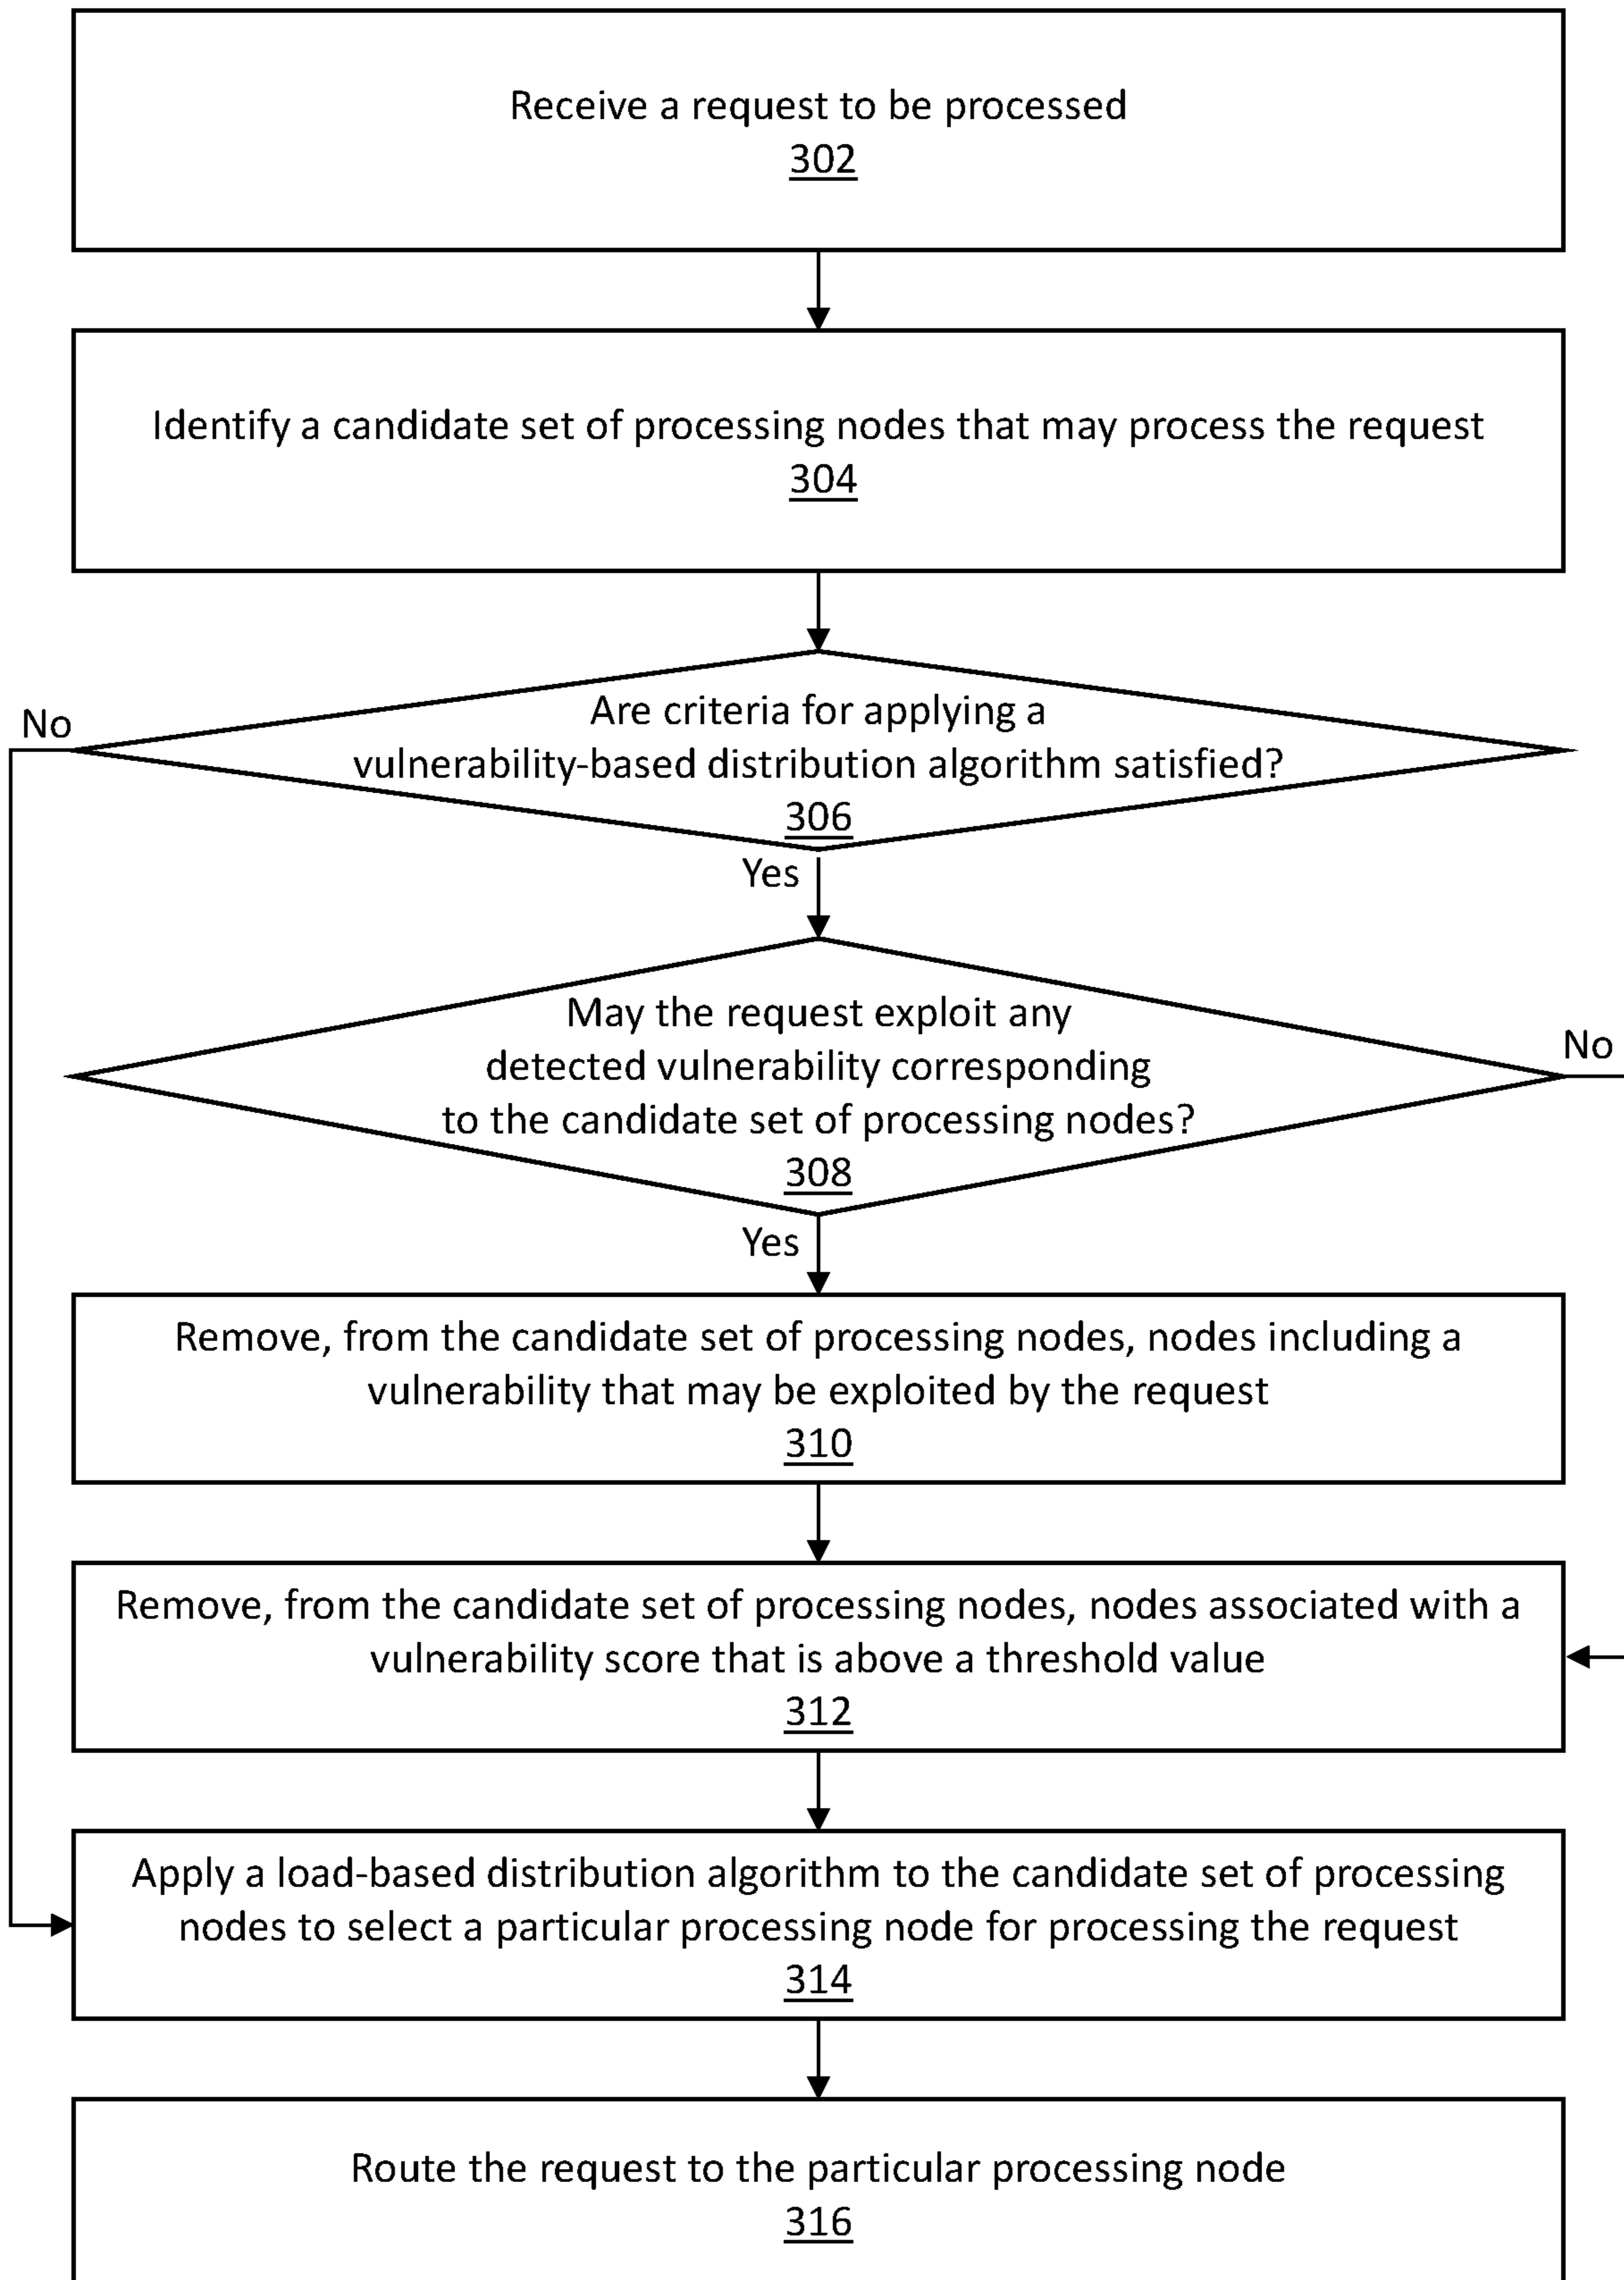 Receive a request to be processed
302
Identify a candidate set of processing nodes that may process the request
304
Are criteria for applying a
vulnerability-based distribution algorithm satisfied?
306
No
Yes
May the request exploit any
detected vulnerability corresponding
to the candidate set of processing nodes?
308
No
Yes
Remove, from the candidate set of processing nodes, nodes including a
vulnerability that may be exploited by the request
310
Remove, from the candidate set of processing nodes, nodes associated with a
vulnerability score that is above a threshold value
312
Apply a load-based distribution algorithm to the candidate set of processing
nodes to select a particular processing node for processing the request
314
Route the request to the particular processing node
316